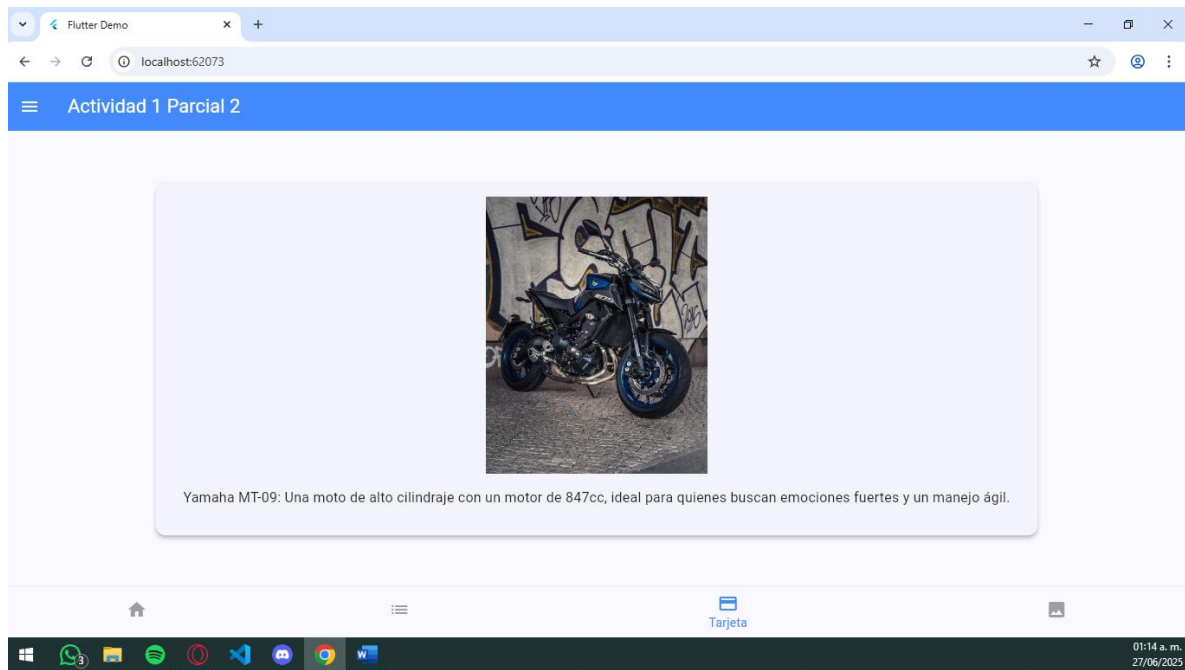 Flutter Demo
localhost:62073
Actividad 1 Parcial 2
Yamaha MT-09: Una moto de alto cilindraje con un motor de 847cc, ideal para quienes buscan emociones fuertes y un manejo ágil.
Tarjeta
3
01:14 a. m.
27/06/2025